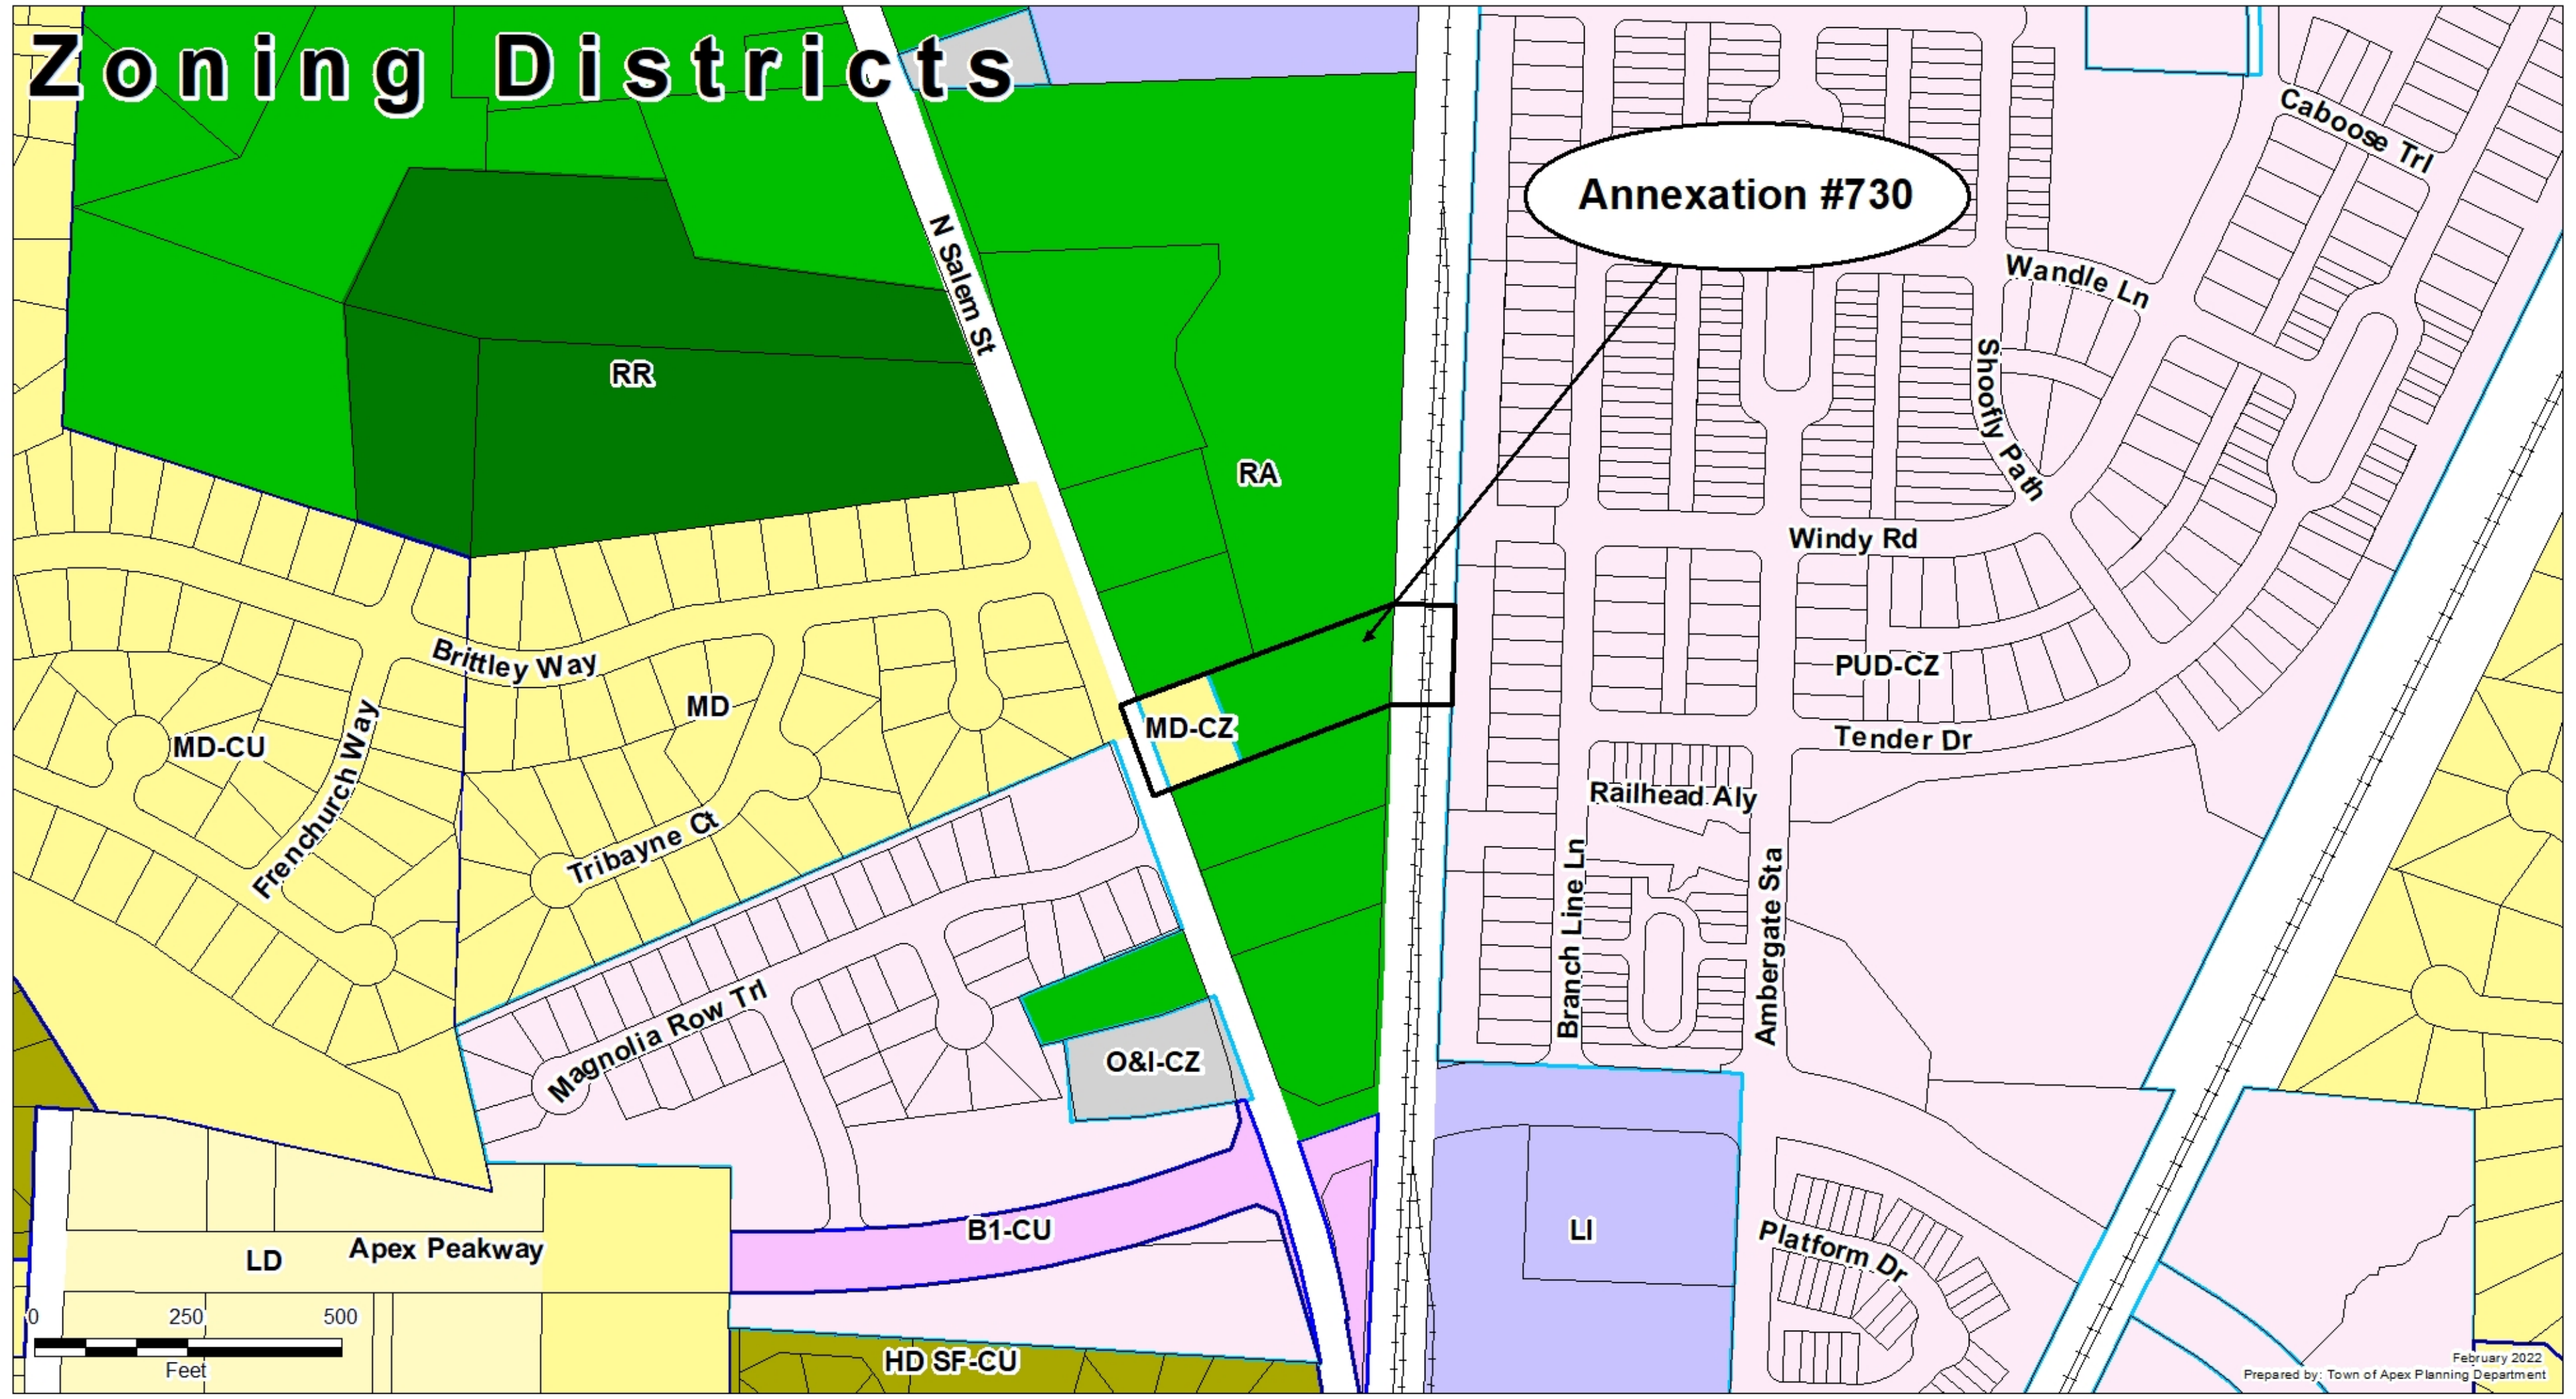 Zoning Districts
Caboose Trl
Annexation #730
N Salem St
Wandle Ln
RR
Shoofly Path
RA
Windy Rd
Brittley Way
PUD-CZ
MD
MD-CZ
Tender Dr
MD-CU
Frenchurch Way
Railhead Aly
Tribayne Ct
Branch Line Ln
Ambergate Sta
Magnolia Row Trl
O&I-CZ
B1-CU
LI
Platform Dr
LD
Apex Peakway
0 250 500
Feet
HD SF-CU
February 2022
Prepared by: Town of Apex Planning Department